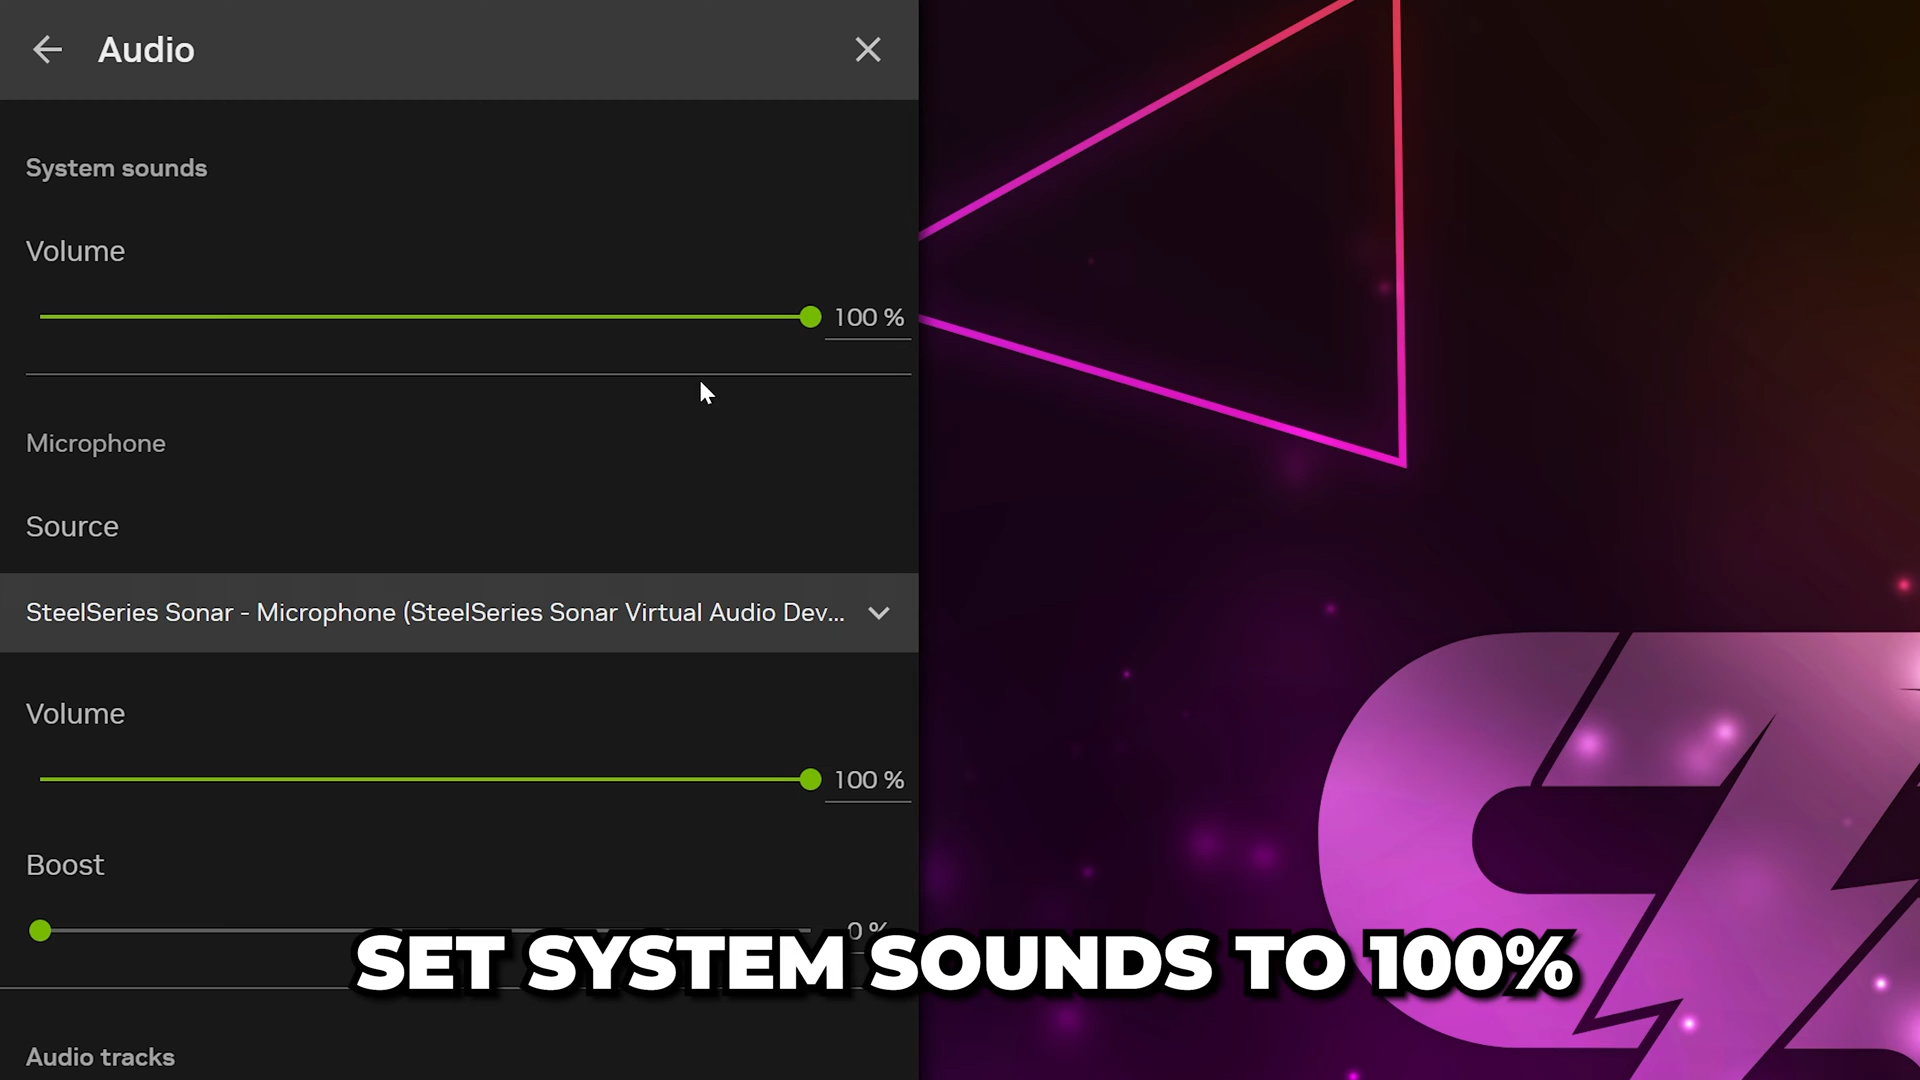 Audio
System sounds
Volume
100 %
Microphone
Source
SteelSeries Sonar - Microphone (SteelSeries Sonar Virtual Audio Dev...
Volume
100 %
Boost
0 %
SET SYSTEM SOUNDS TO 100%
Audio tracks